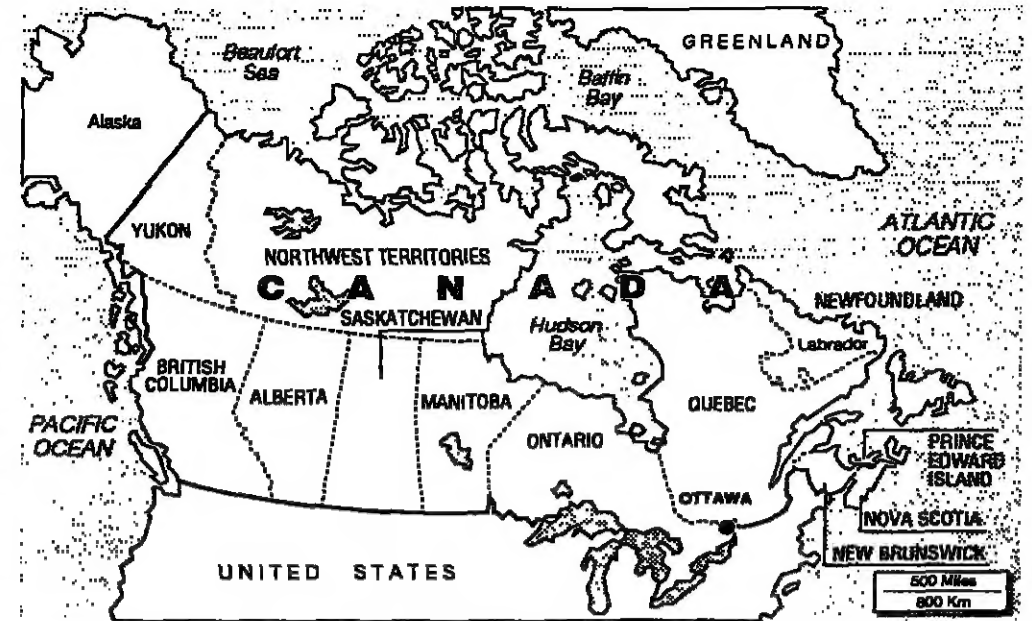 GREENLAND
Beaufort
Sea
Baffin
Bay
Alaska
YUKON
ATLANTIC
OCEAN
NORTHWEST TERRITORIES
CANADA
SASKATCHEWAN
NEWFOUNDLAND
Hudson
Bay
Labrador
BRITISH
COLUMBIA
ALBERTA
MANITOBA
QUEBEC
PACIFIC
OCEAN
ONTARIO
PRINCE
EDWARD
ISLAND
OTTAWA
NOVA SCOTIA
NEW BRUNSWICK
UNITED STATES
500 Miles
800 Km